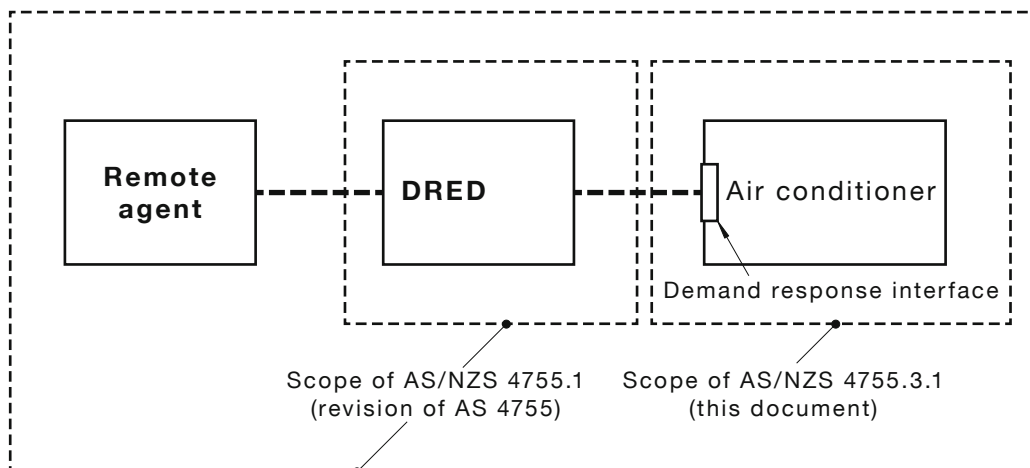 Remote
agent
DRED
Air conditioner
Demand response interface
Scope of AS/NZS 4755.1
(revision of AS 4755)
Scope of AS/NZS 4755.3.1
(this document)